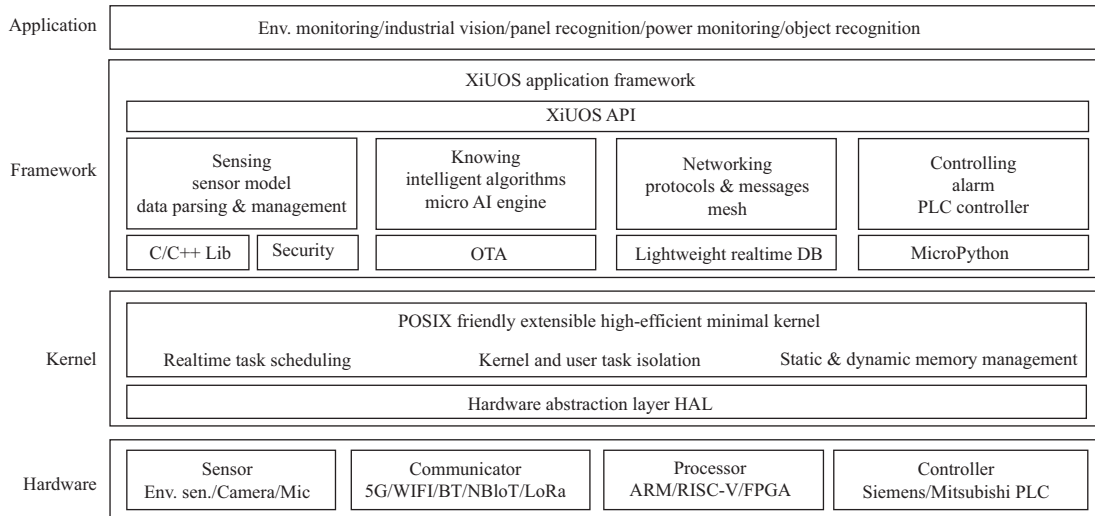 Application
Env. monitoring/industrial vision/panel recognition/power monitoring/object recognition
XiUOS application framework
XiUOS API
Framework
Sensing
sensor model
data parsing & management
Knowing
intelligent algorithms
micro AI engine
Networking
protocols & messages
mesh
Controlling
alarm
PLC controller
C/C++ Lib
Security
OTA
Lightweight realtime DB
MicroPython
Kernel
POSIX friendly extensible high-efficient minimal kernel
Realtime task scheduling
Kernel and user task isolation
Static & dynamic memory management
Hardware abstraction layer HAL
Hardware
Sensor
Env. sen./Camera/Mic
Communicator
5G/WIFI/BT/NBloT/LoRa
Processor
ARM/RISC-V/FPGA
Controller
Siemens/Mitsubishi PLC